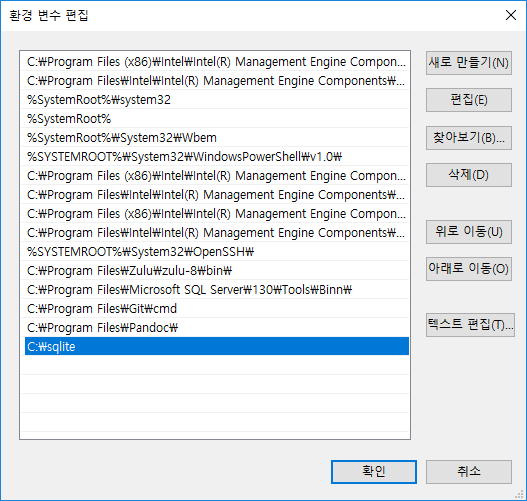 환경 변수 편집
C:₩Program Files (x86)₩Intel₩Intel(R) Management Engine Compon...
C:₩Program Files₩Intel₩Intel(R) Management Engine Components₩...
%SystemRoot%₩system32
%SystemRoot%
%SystemRoot%₩System32₩Wbem
%SYSTEMROOT%₩System32₩WindowsPowerShell₩v1.0₩
C:₩Program Files (x86)₩Intel₩Intel(R) Management Engine Compon...
C:₩Program Files₩Intel₩Intel(R) Management Engine Components₩...
C:₩Program Files (x86)₩Intel₩Intel(R) Management Engine Compon...
C:₩Program Files₩Intel₩Intel(R) Management Engine Components₩...
%SYSTEMROOT%₩System32₩OpenSSH₩
C:₩Program Files₩Zulu₩zulu-8₩bin₩
C:₩Program Files₩Microsoft SQL Server₩130₩Tools₩Binn₩
C:₩Program Files₩Git₩cmd
C:₩Program Files₩Pandoc₩
C:₩sqlite
새로 만들기(N)
편집(E)
찾아보기(B)...
삭제(D)
위로 이동(U)
아래로 이동(O)
텍스트 편집(T)...
확인
취소